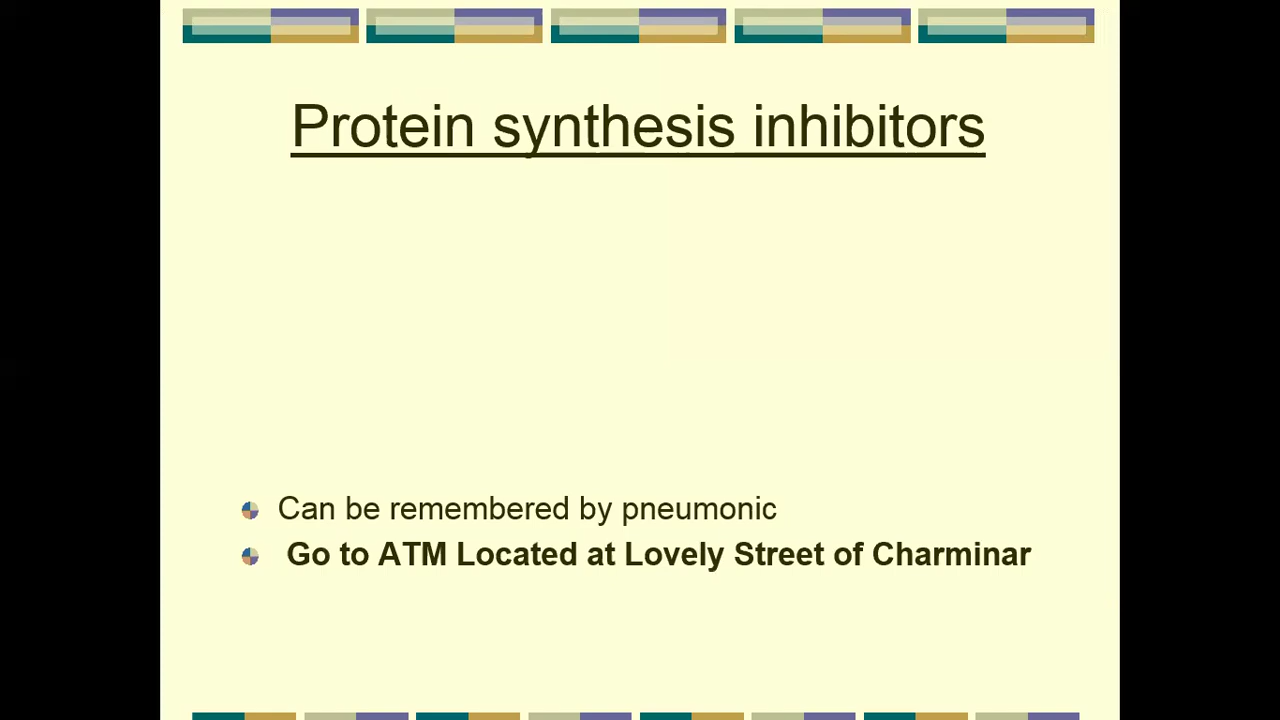 Protein synthesis inhibitors
Can be remembered by pneumonic
Go to ATM Located at Lovely Street of Charminar